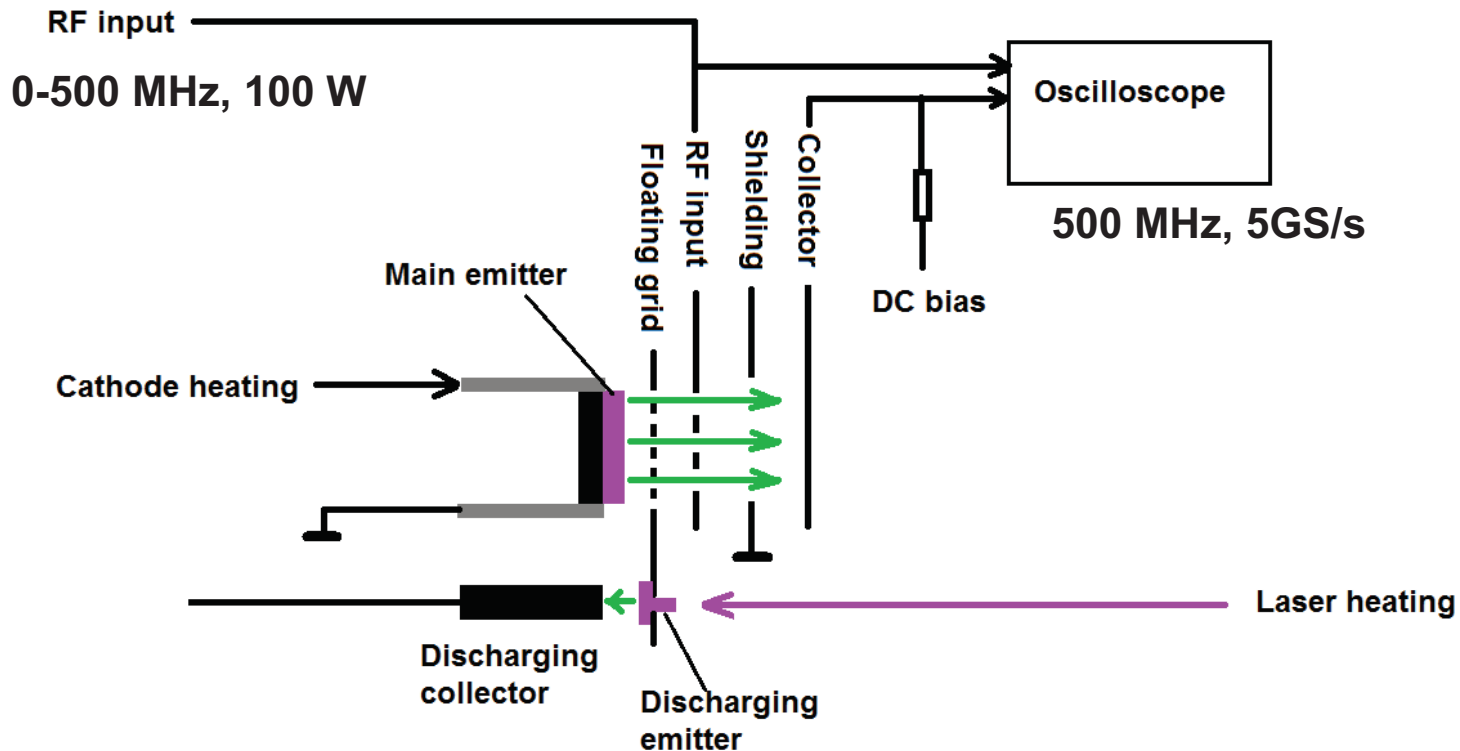 RF input
0-500 MHz, 100 W
Oscilloscope
500 MHz, 5GS/s
DC bias
Floating grid
RF input
Shielding
Collector
Main emitter
Cathode heating
Laser heating
Discharging
collector
Discharging
emitter